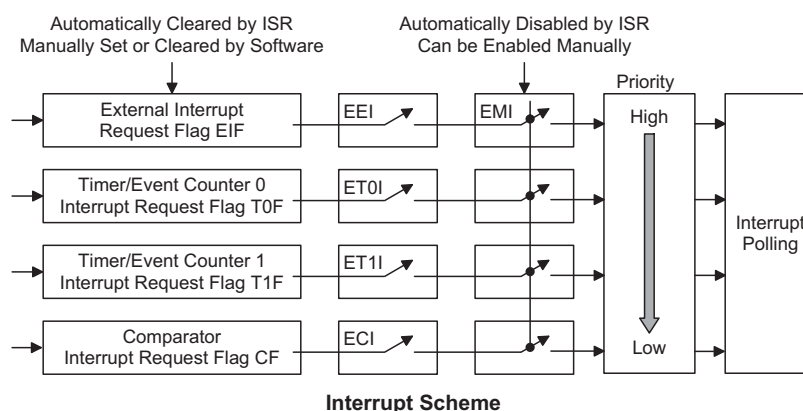 Automatically Cleared by ISR
Manually Set or Cleared by Software
Automatically Disabled by ISR
Can be Enabled Manually
Priority
External Interrupt
Request Flag EIF
EEI
EMI
High
Timer/Event Counter 0
Interrupt Request Flag T0F
ET0I
Interrupt
Polling
Timer/Event Counter 1
Interrupt Request Flag T1F
ET1I
Comparator
Interrupt Request Flag CF
ECI
Low
Interrupt Scheme